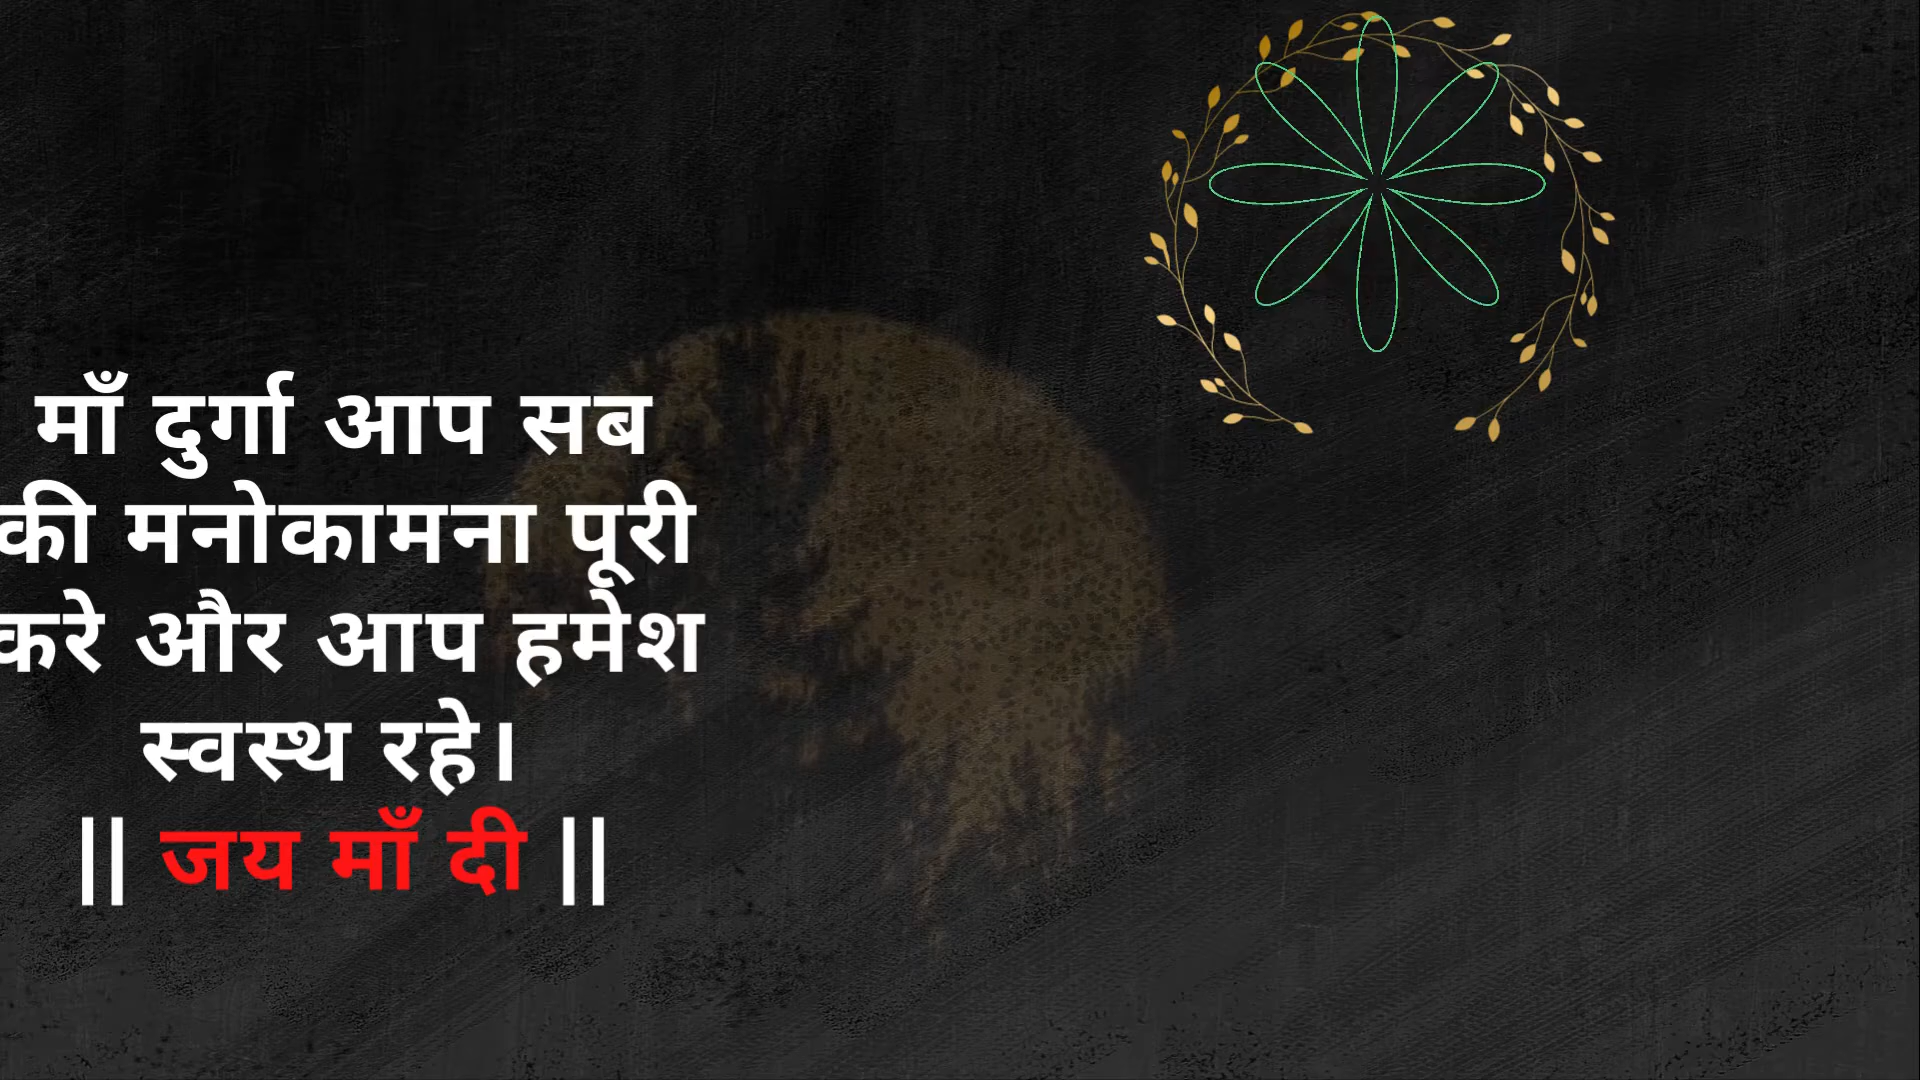 माँ दुर्गा आप सब
की मनोकामना पूरी
करे और आप हमेश
स्वस्थ रहे।
|| जय माँ दी ||